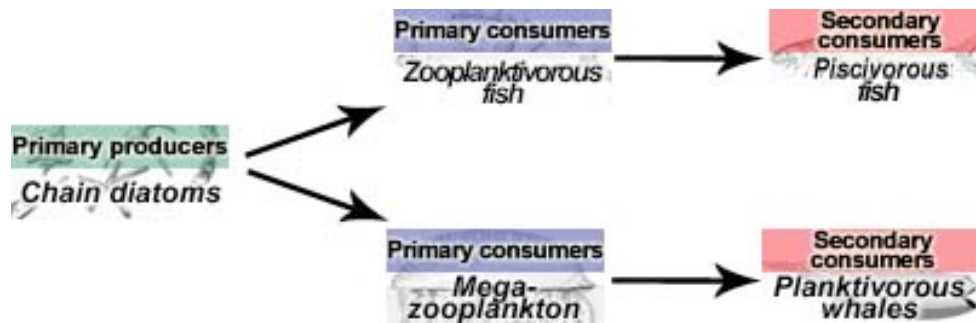 Primary producers
Chain diatoms
Primary consumers
Zooplanktivorous
fish
Secondary
consumers
Piscivorous
fish
Primary consumers
Mega-
zooplankton
Secondary
consumers
Planktivorous
whales